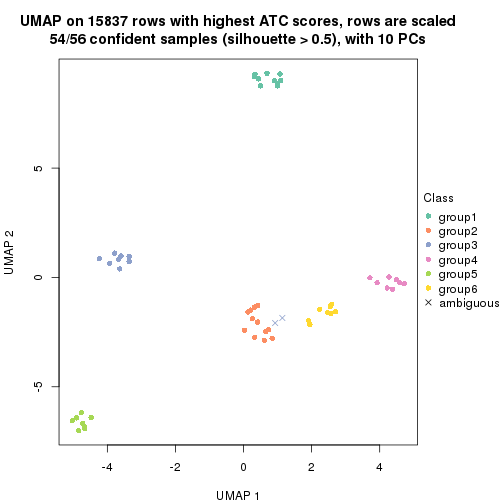 UMAP on 15837 rows with highest ATC scores, rows are scaled
54/56 confident samples (silhouette > 0.5), with 10 PCs
UMAP 2
5
0
-5
-4
-2
0
2
4
UMAP 1
Class
group1
group2
group3
group4
group5
group6
ambiguous